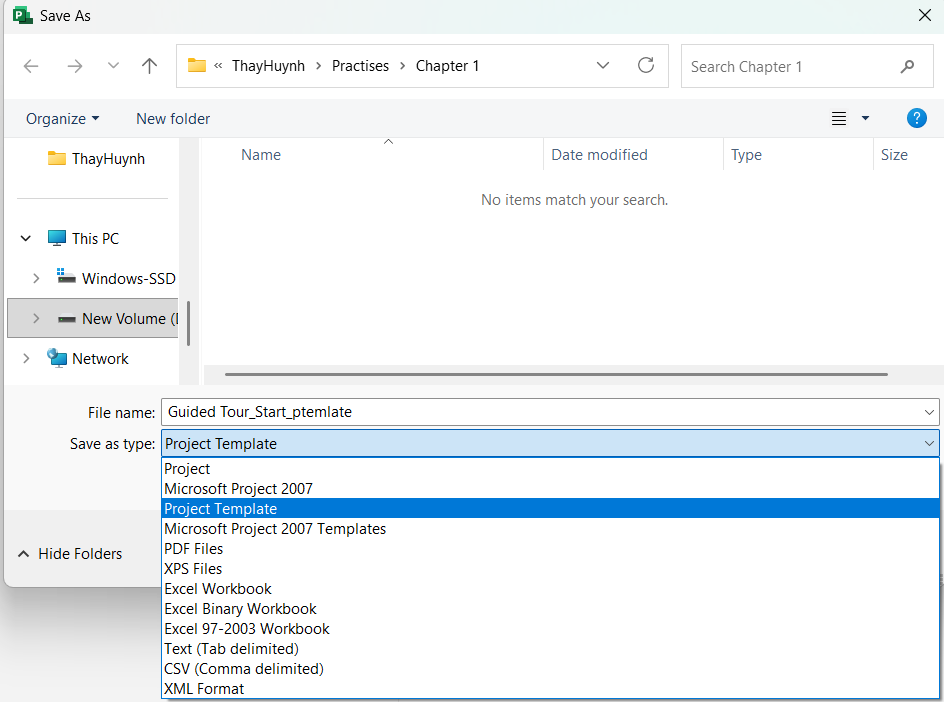 Save As
« ThayHuynh > Practises > Chapter 1
Search Chapter 1
Organize
New folder
?
Name
Date modified
Type
Size
No items match your search.
ThayHuynh
This PC
Windows-SSD
New Volume (
Network
File name: Guided Tour_Start_ptemlate
Save as type: Project Template
Project
Microsoft Project 2007
Project Template
Microsoft Project 2007 Templates
PDF Files
XPS Files
Excel Workbook
Excel Binary Workbook
Excel 97-2003 Workbook
Text (Tab delimited)
CSV (Comma delimited)
XML Format
Hide Folders